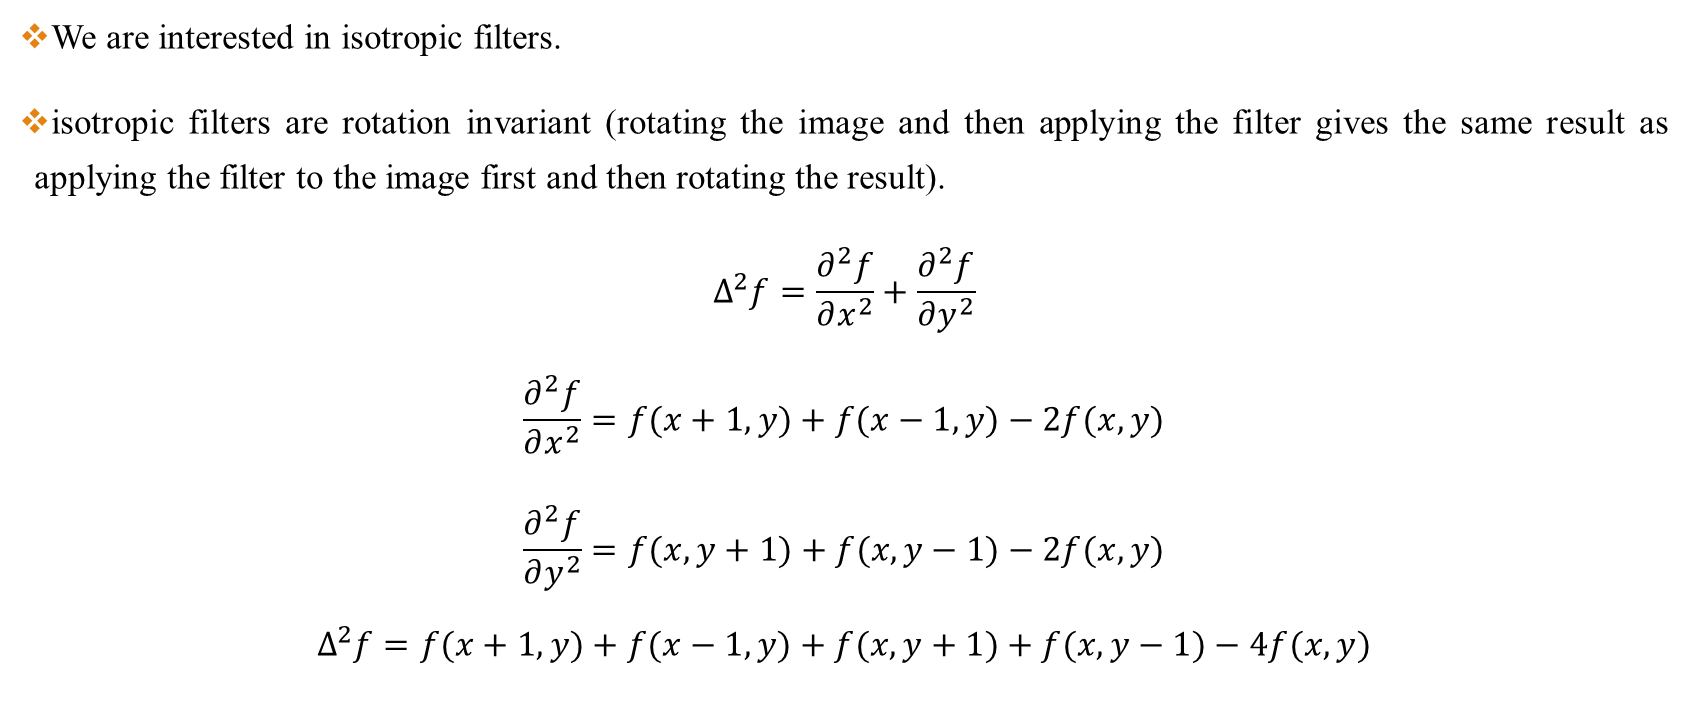 ❖We are interested in isotropic filters.
❖isotropic filters are rotation invariant (rotating the image and then applying the filter gives the same result as
applying the filter to the image first and then rotating the result).
Δ²f = ∂²f/∂x² + ∂²f/∂y²
∂²f/∂x² = f(x + 1, y) + f(x − 1, y) − 2f(x, y)
∂²f/∂y² = f(x, y + 1) + f(x, y − 1) − 2f(x, y)
Δ²f = f(x + 1, y) + f(x − 1, y) + f(x, y + 1) + f(x, y − 1) − 4f(x, y)